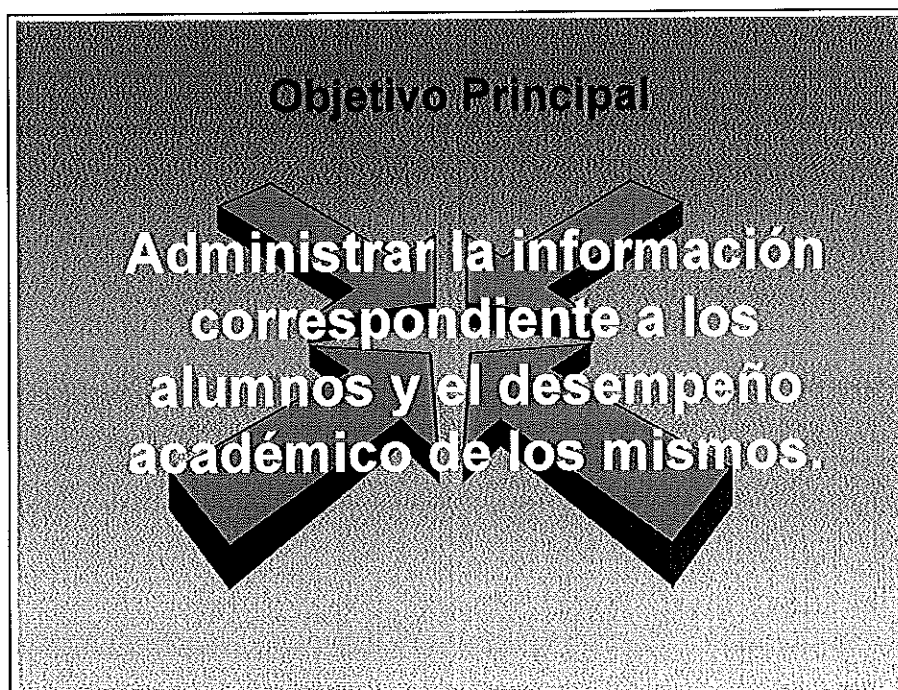 Objetivo Principal
Administrar la información
correspondiente a los
alumnos y el desempeño
académico de los mismos.